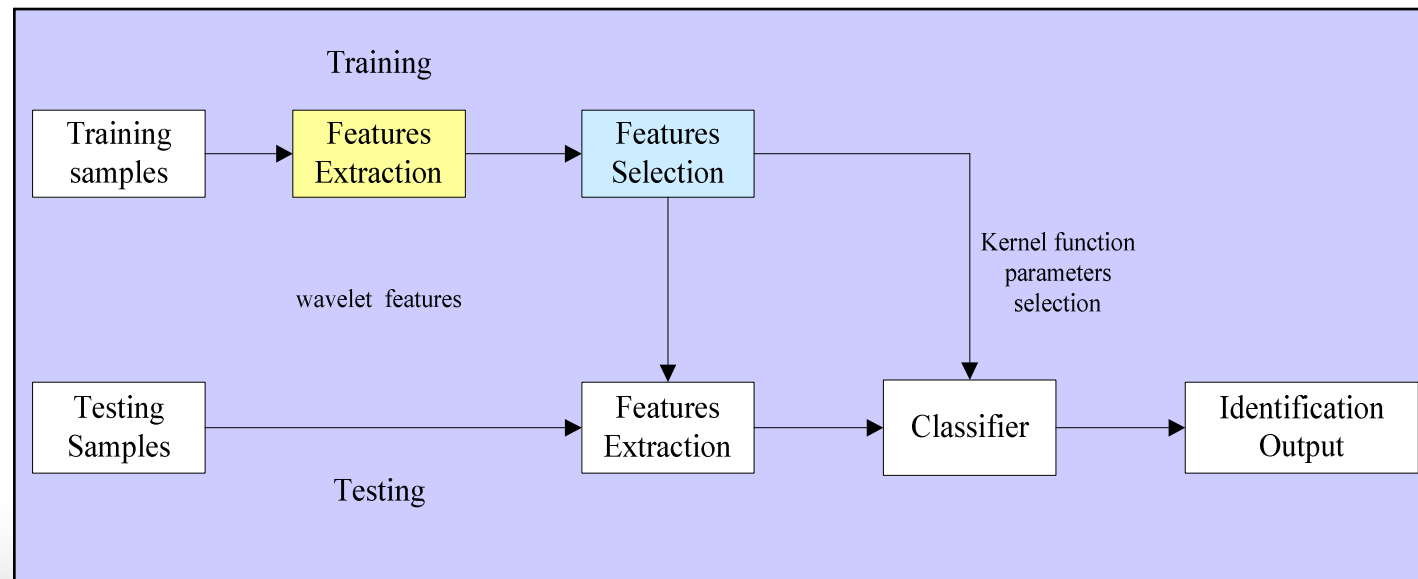 Training
Training
samples
Features
Extraction
Features
Selection
Kernel function
parameters
selection
wavelet features
Testing
Samples
Features
Extraction
Classifier
Identification
Output
Testing